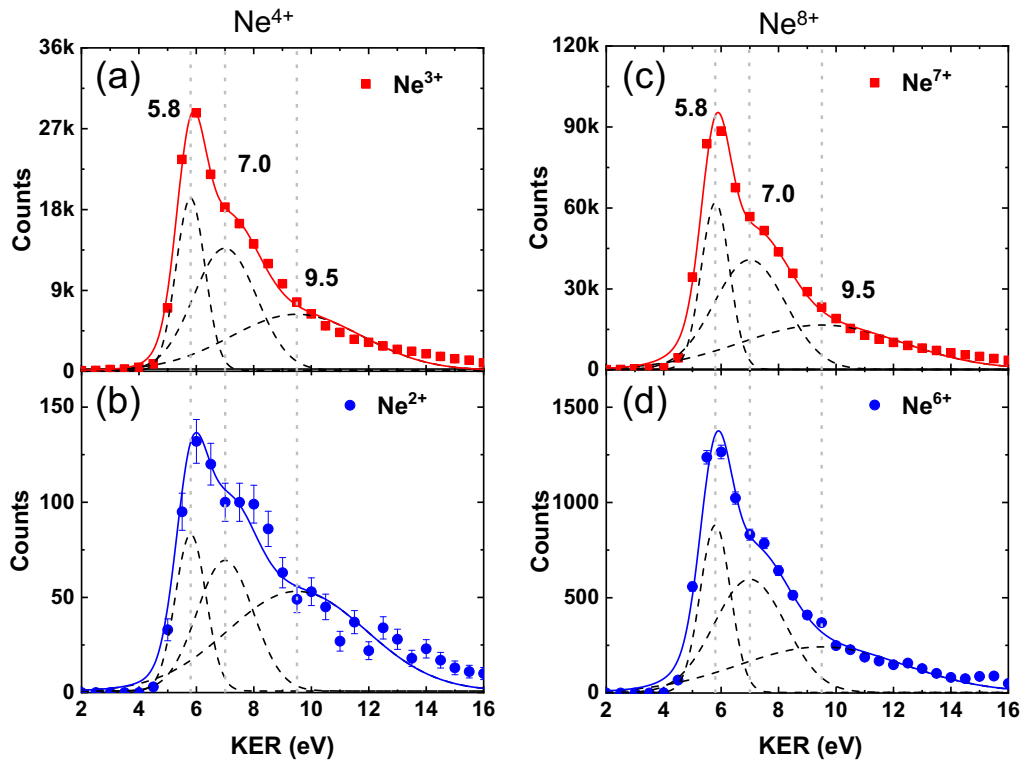 Ne4+
Ne8+
(a)
Ne3+
5.8
7.0
9.5
Counts
36k
27k
18k
9k
0
(c)
Ne7+
5.8
7.0
9.5
Counts
120k
90k
60k
30k
0
(b)
Ne2+
Counts
150
100
50
0
2 4 6 8 10 12 14 16
KER (eV)
(d)
Ne6+
Counts
1500
1000
500
0
2 4 6 8 10 12 14 16
KER (eV)